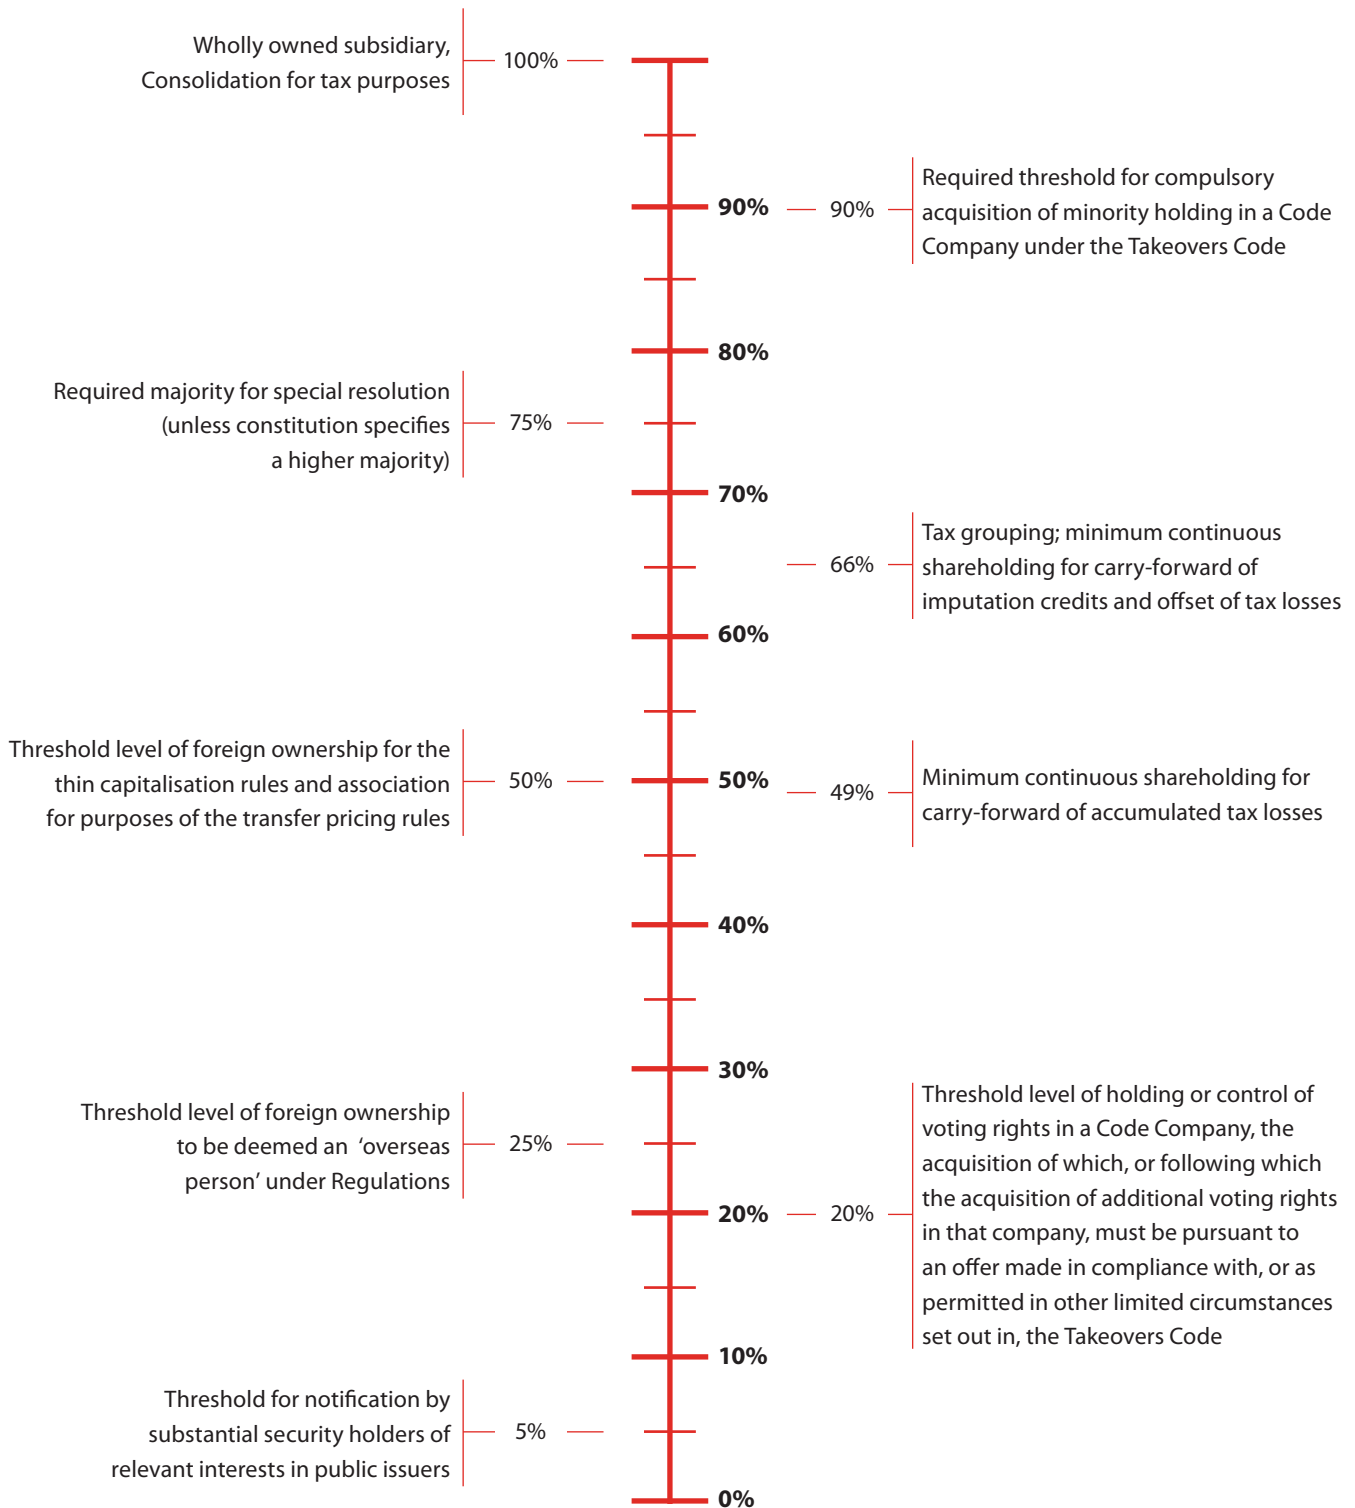 Wholly owned subsidiary,
Consolidation for tax purposes
100%
90%
90%
Required threshold for compulsory
acquisition of minority holding in a Code
Company under the Takeovers Code
80%
Required majority for special resolution
(unless constitution specifies
a higher majority)
75%
70%
66%
Tax grouping; minimum continuous
shareholding for carry-forward of
imputation credits and offset of tax losses
60%
Threshold level of foreign ownership for the
thin capitalisation rules and association
for purposes of the transfer pricing rules
50%
50%
49%
Minimum continuous shareholding for
carry-forward of accumulated tax losses
40%
30%
Threshold level of foreign ownership
to be deemed an ‘overseas
person’ under Regulations
25%
20%
20%
Threshold level of holding or control of
voting rights in a Code Company, the
acquisition of which, or following which
the acquisition of additional voting rights
in that company, must be pursuant to
an offer made in compliance with, or as
permitted in other limited circumstances
set out in, the Takeovers Code
10%
Threshold for notification by
substantial security holders of
relevant interests in public issuers
5%
0%